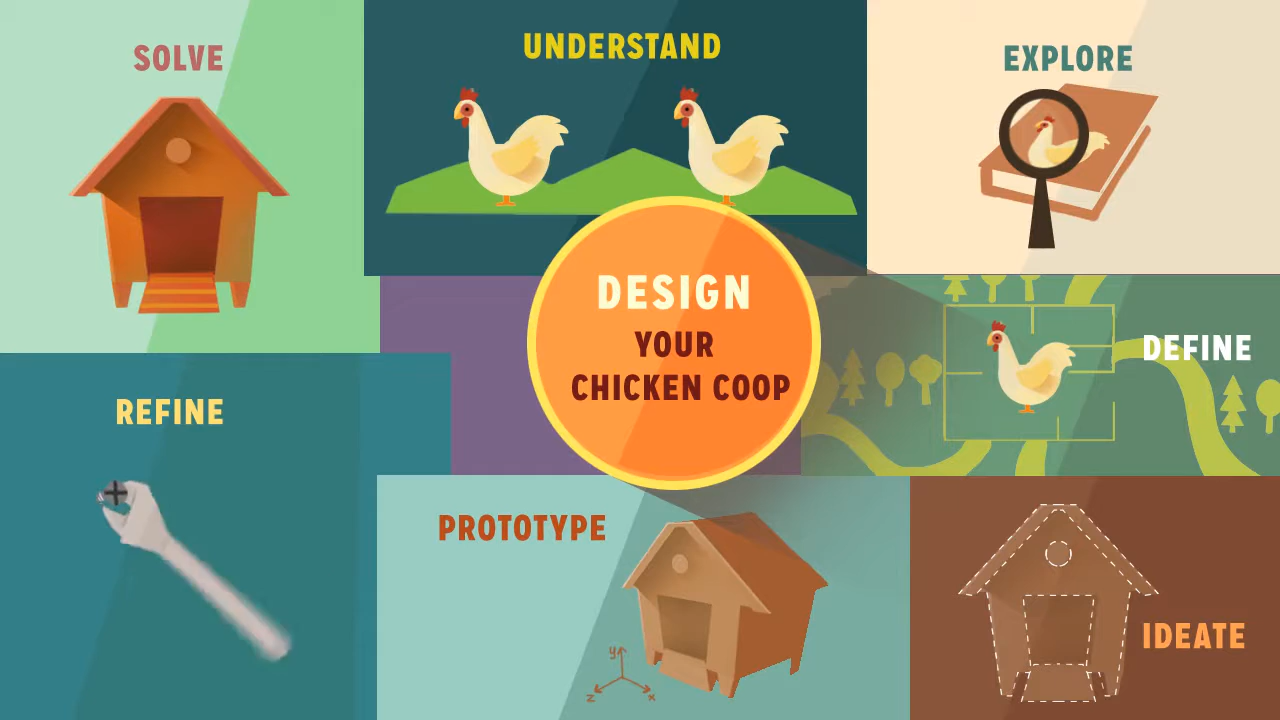 SOLVE
UNDERSTAND
EXPLORE
DESIGN
YOUR
CHICKEN COOP
DEFINE
REFINE
PROTOTYPE
IDEATE
y
z
x